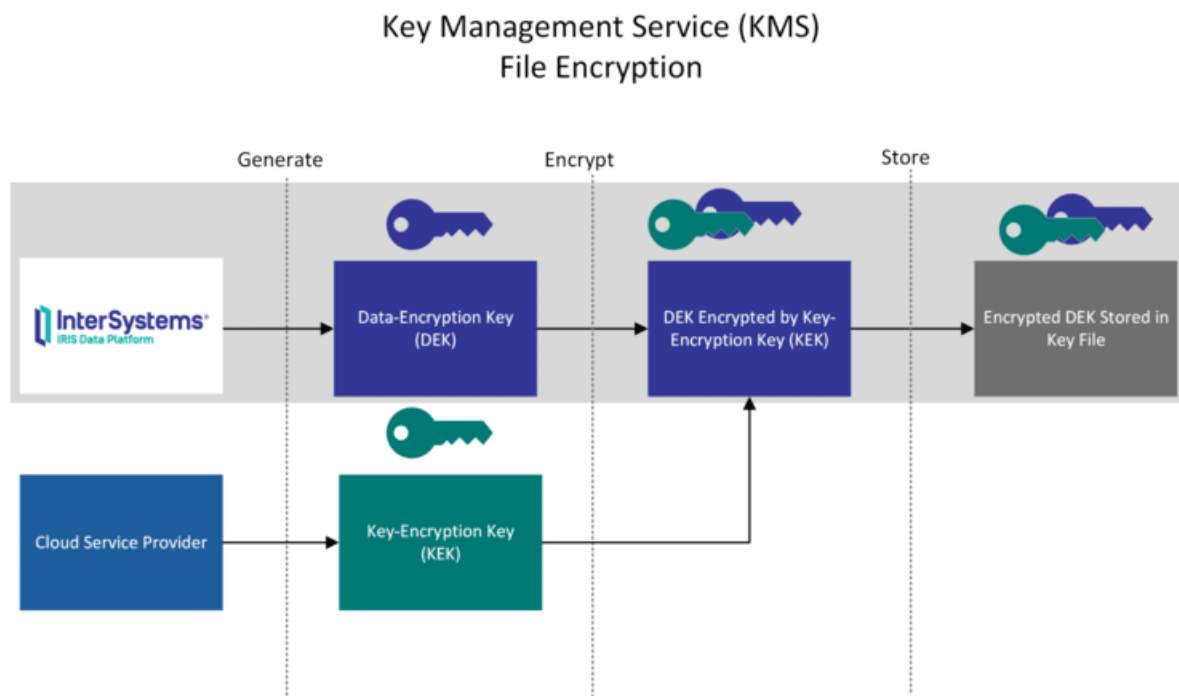 Key Management Service (KMS)
File Encryption
Generate
Encrypt
Store
InterSystems®
IRIS Data Platform
Data-Encryption Key
(DEK)
DEK Encrypted by Key-
Encryption Key (KEK)
Encrypted DEK Stored in
Key File
Cloud Service Provider
Key-Encryption Key
(KEK)